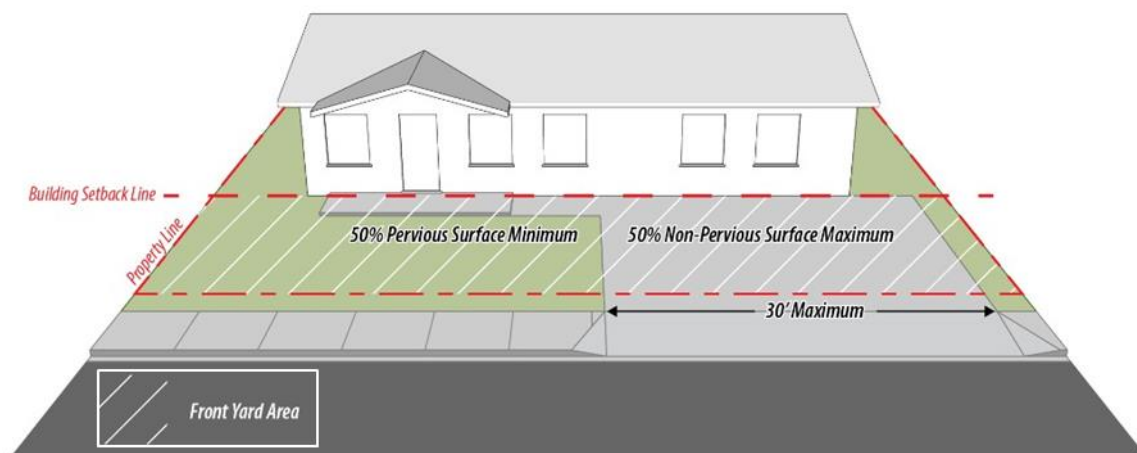 Building Setback Line
Property Line
50% Pervious Surface Minimum
50% Non-Pervious Surface Maximum
30' Maximum
Front Yard Area